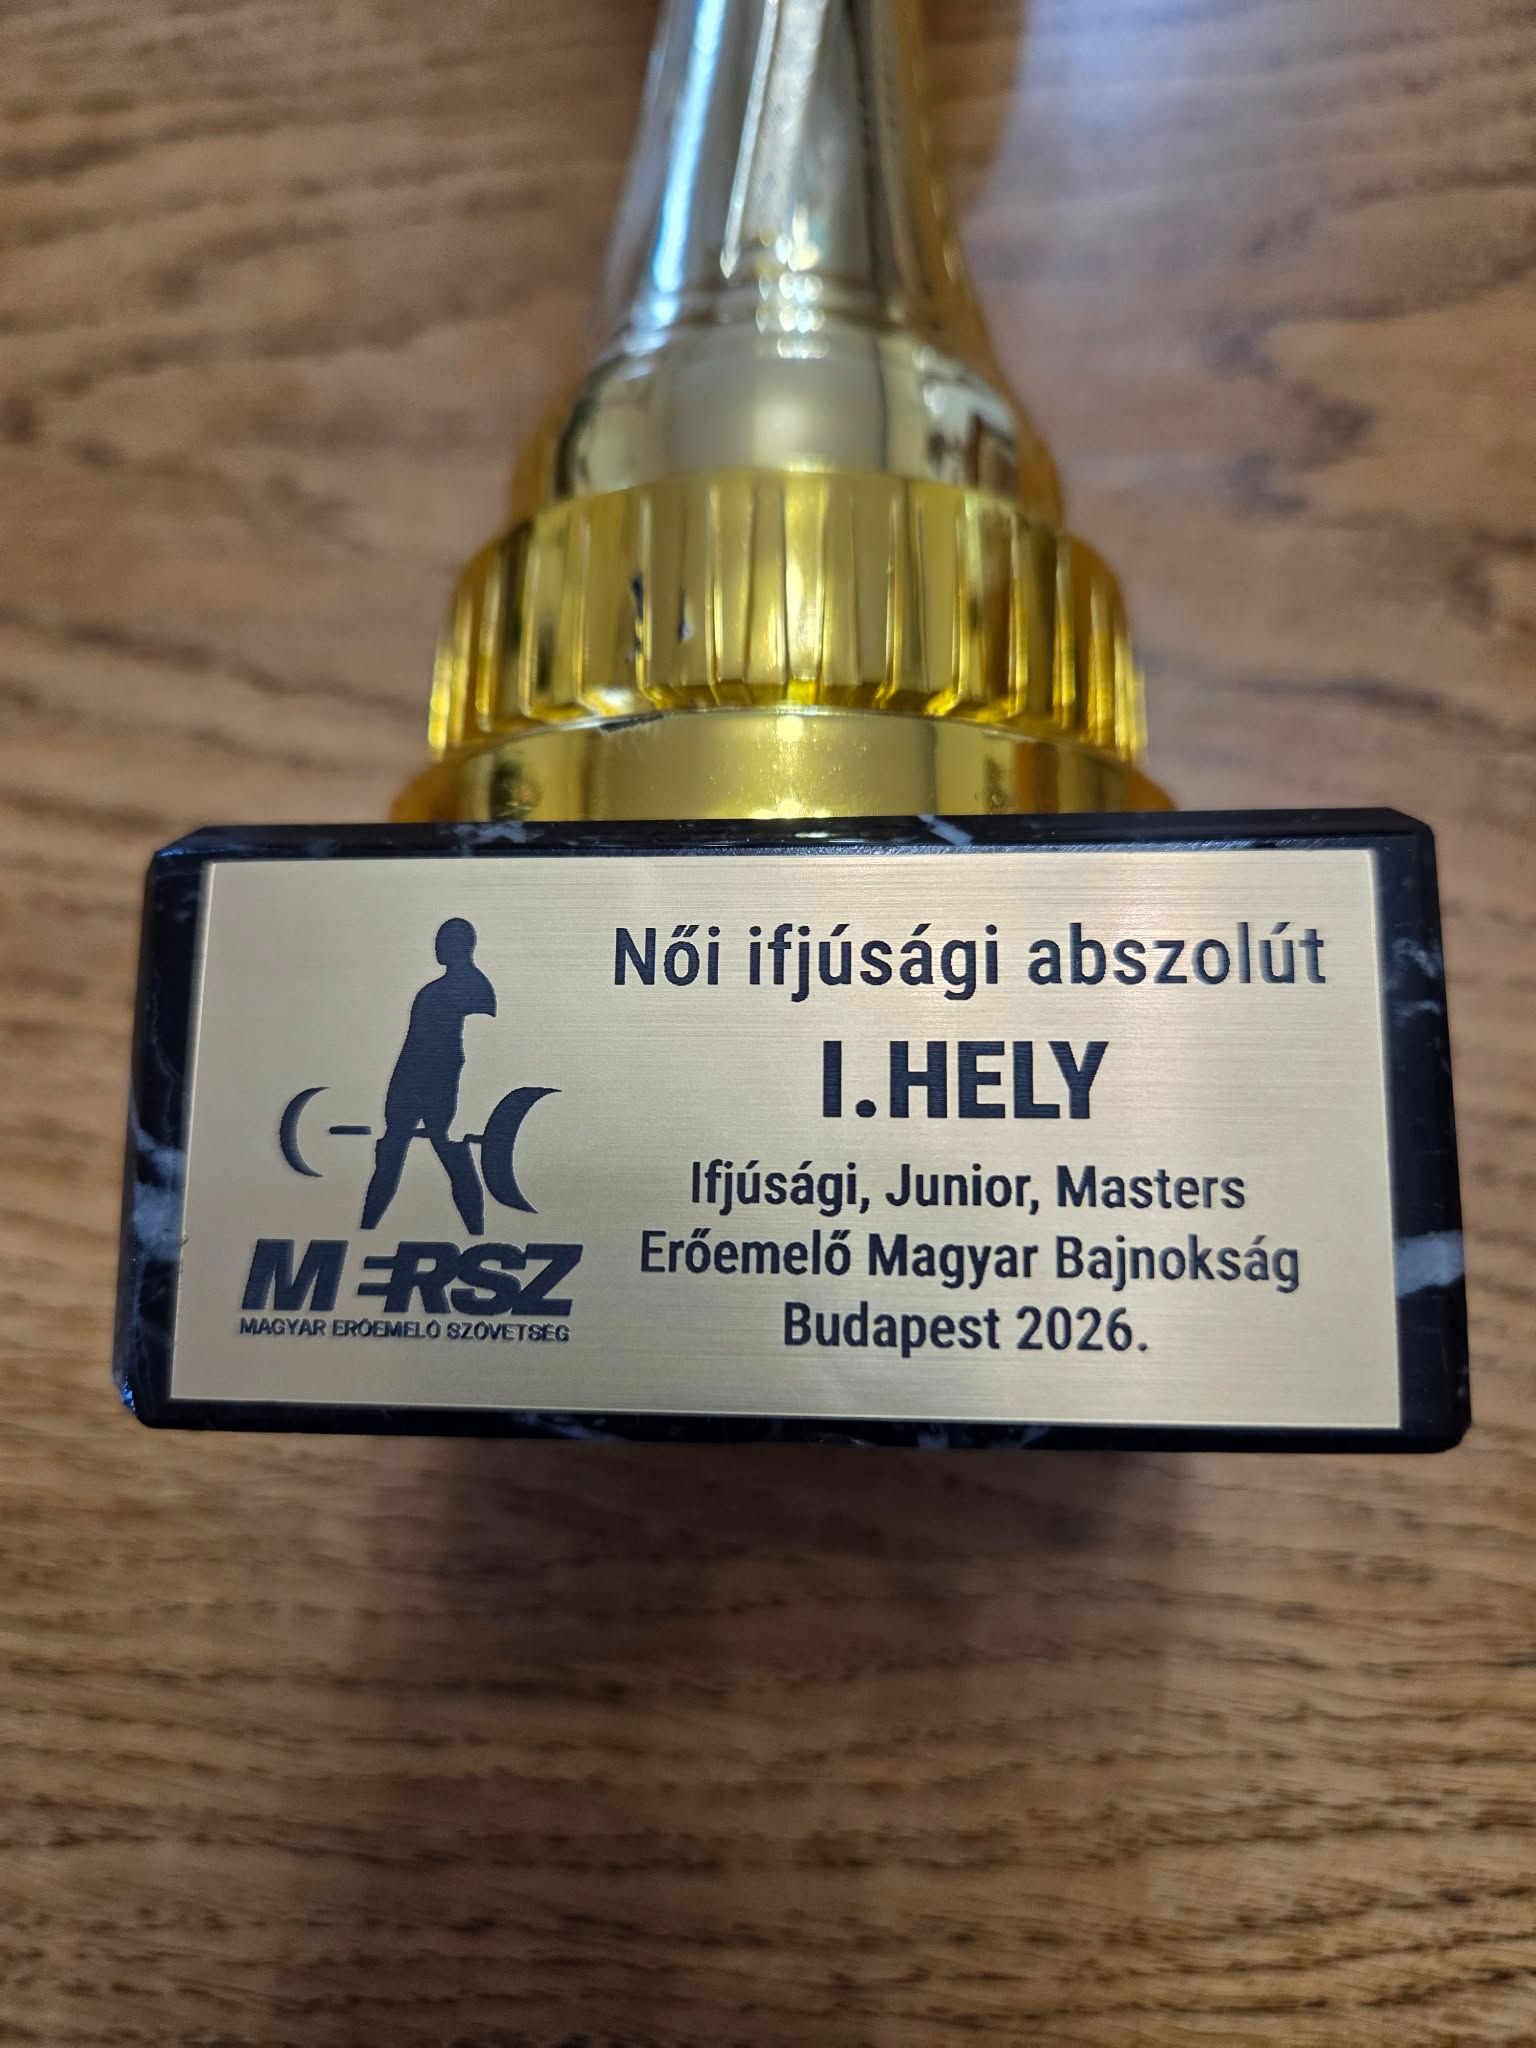 Női ifjúsági abszolút
I.HELY
Ifjúsági, Junior, Masters
Erőemelő Magyar Bajnokság
Budapest 2026.
MERSZ
MAGYAR ERŐEMELŐ SZÖVETSÉG